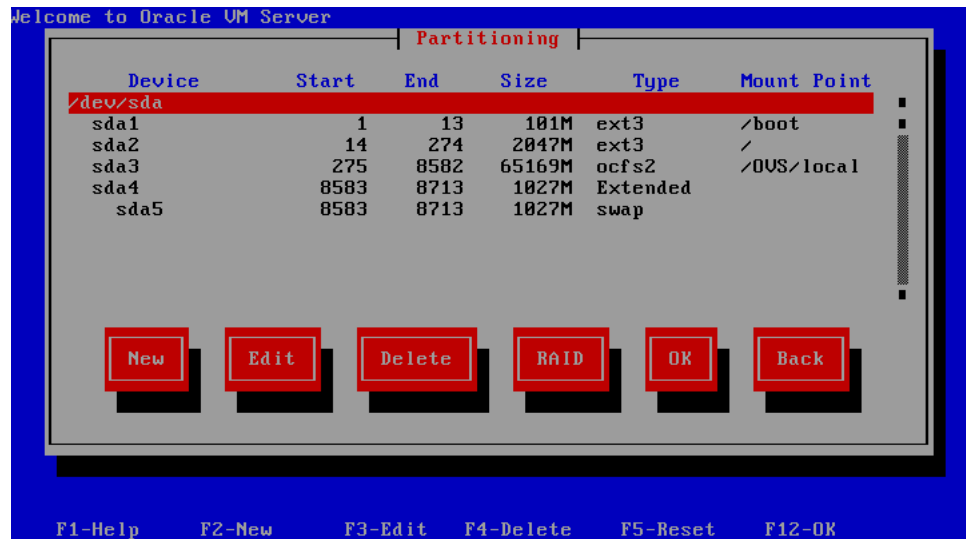 Welcome to Oracle VM Server
Partitioning
Device Start End Size Type Mount Point
/dev/sda
sda1 1 13 101M ext3 /boot
sda2 14 274 2047M ext3 /
sda3 275 8582 65169M ocfs2 /OVS/local
sda4 8583 8713 1027M Extended
sda5 8583 8713 1027M swap
New Edit Delete RAID OK Back
F1-Help F2-New F3-Edit F4-Delete F5-Reset F12-OK